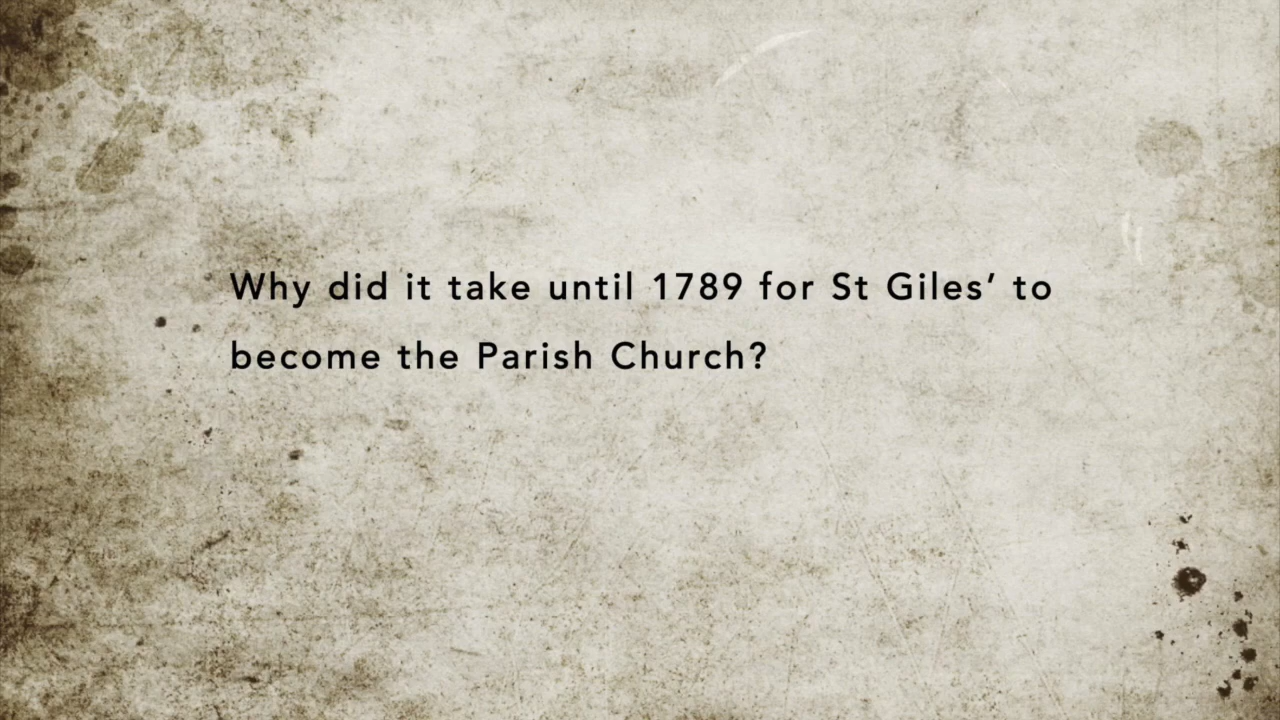 Why did it take until 1789 for St Giles’ to
become the Parish Church?